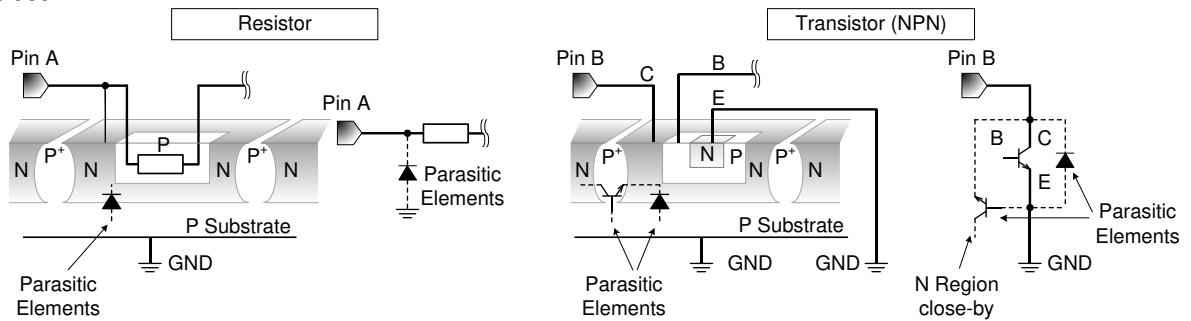 Resistor
Transistor (NPN)
Pin A
Pin A
N
P+
N
P
N
P+
N
Parasitic
Elements
P Substrate
GND
Parasitic
Elements
Pin B
C
B
E
N
P+
N
N
P
N
P+
N
P Substrate
GND
GND
Parasitic
Elements
Pin B
B
C
E
Parasitic
Elements
GND
N Region
close-by